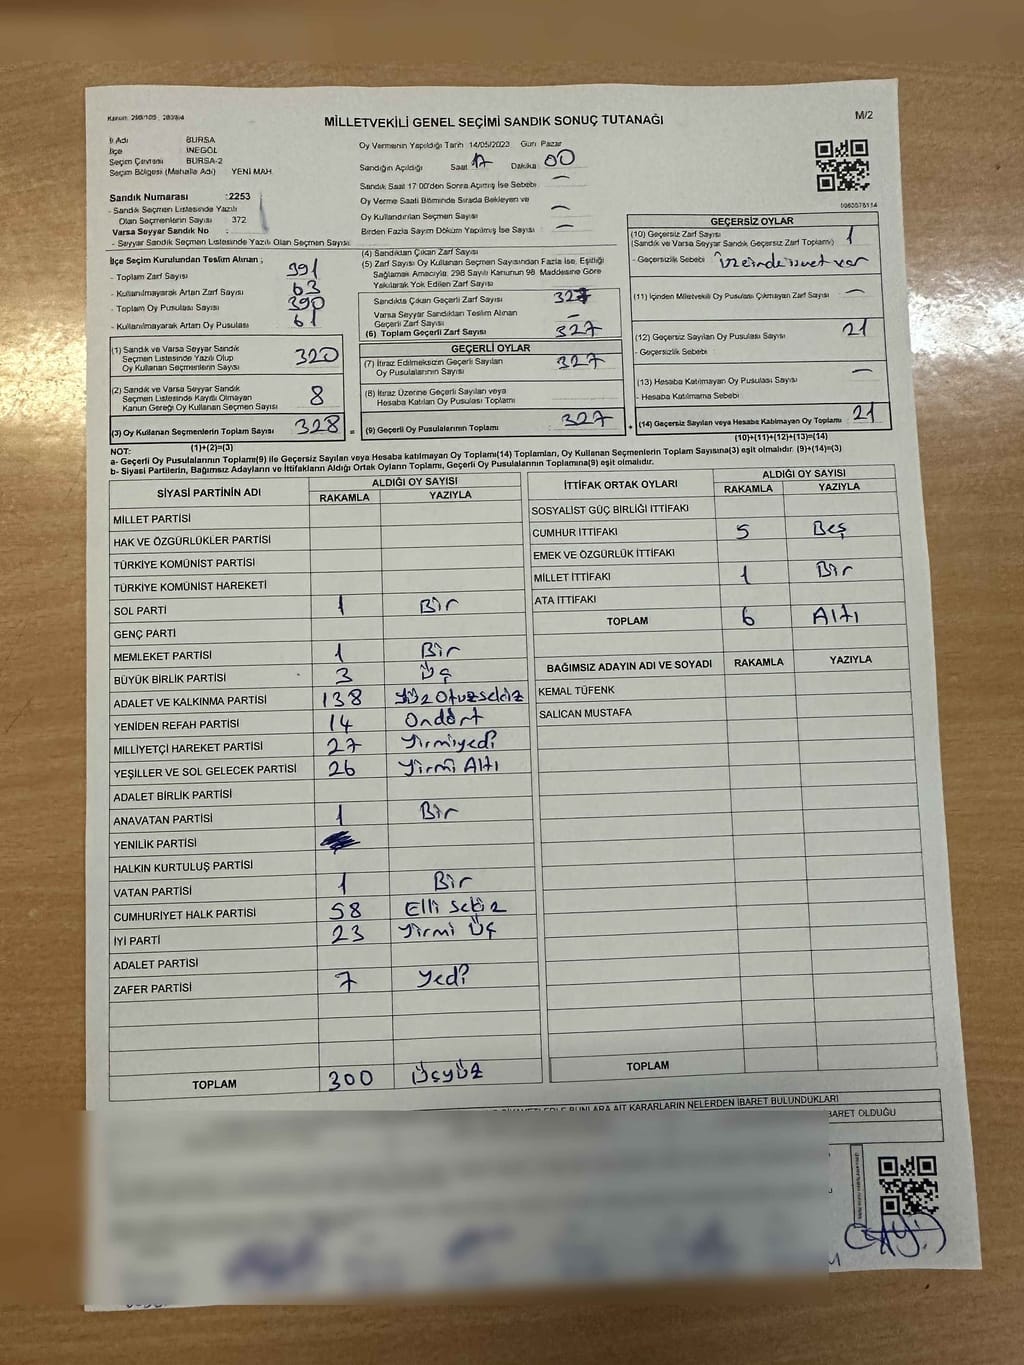 MİLLETVEKİLİ GENEL SEÇİMİ SANDIK SONUÇ TUTANAĞI
M/2
İl Adı BURSA
İlçe İNEGÖL
Seçim Çevresi BURSA-2
Seçim Bölgesi (Mahalle Adı) YENİ MAH.
Sandık Numarası :2253
- Sandık Seçmen Listesinde Yazılı
Olan Seçmenlerin Sayısı 372
Varsa Seyyar Sandık No :
- Seyyar Sandık Seçmen Listesinde Yazılı Olan Seçmen Sayısı:
Oy Vermenin Yapıldığı Tarih 14/05/2023 Gün Pazar
Sandığın Açıldığı Saat 17 Dakika 00
Sandık Saat 17:00'den Sonra Açılmış İse Sebebi —
Oy Verme Saati Bitiminde Sırada Bekleyen ve
Oy Kullandırılan Seçmen Sayısı —
Birden Fazla Sayım Döküm Yapılmış İse Sayısı —
İlçe Seçim Kurulundan Teslim Alınan ;
- Toplam Zarf Sayısı 391
- Kullanılmayarak Artan Zarf Sayısı 63
- Toplam Oy Pusulası Sayısı 390
- Kullanılmayarak Artan Oy Pusulası 61
(1) Sandık ve Varsa Seyyar Sandık
Seçmen Listesinde Yazılı Olup
Oy Kullanan Seçmenlerin Sayısı 320
(2) Sandık ve Varsa Seyyar Sandık
Seçmen Listesinde Kayıtlı Olmayan
Kanun Gereği Oy Kullanan Seçmen Sayısı 8
(3) Oy Kullanan Seçmenlerin Toplam Sayısı 328 =
(1)+(2)=(3)
(4) Sandıktan Çıkan Zarf Sayısı
(5) Zarf Sayısı Oy Kullanan Seçmen Sayısından Fazla İse, Eşitliği
Sağlamak Amacıyla, 298 Sayılı Kanunun 98. Maddesine Göre
Yakılarak Yok Edilen Zarf Sayısı
Sandıkta Çıkan Geçerli Zarf Sayısı 327
Varsa Seyyar Sandıktan Teslim Alınan
Geçerli Zarf Sayısı —
(6) Toplam Geçerli Zarf Sayısı 327
GEÇERLİ OYLAR
(7) İtiraz Edilmeksizin Geçerli Sayılan
Oy Pusulalarının Sayısı 327
(8) İtiraz Üzerine Geçerli Sayılan veya
Hesaba Katılan Oy Pusulası Toplamı
(9) Geçerli Oy Pusulalarının Toplamı 327 +
1063578114
GEÇERSİZ OYLAR
(10) Geçersiz Zarf Sayısı 1
(Sandık ve Varsa Seyyar Sandık Geçersiz Zarf Toplamı)
- Geçersizlik Sebebi üzerinde işaret var
(11) İçinden Milletvekili Oy Pusulası Çıkmayan Zarf Sayısı —
(12) Geçersiz Sayılan Oy Pusulası Sayısı 21
- Geçersizlik Sebebi
(13) Hesaba Katılmayan Oy Pusulası Sayısı —
- Hesaba Katılmama Sebebi
(14) Geçersiz Sayılan veya Hesaba Katılmayan Oy Toplamı 21
(10)+(11)+(12)+(13)=(14)
NOT:
a- Geçerli Oy Pusulasının Toplamı(9) ile Geçersiz Sayılan veya Hesaba katılmayan Oy Toplamı(14) Toplamları, Oy Kullanan Seçmenlerin Toplam Sayısına(3) eşit olmalıdır. (9)+(14)=(3)
b- Siyasi Partilerin, Bağımsız Adayların ve İttifakların Aldığı Ortak Oyların Toplamı, Geçerli Oy Pusulalarının Toplamına(9) eşit olmalıdır.
SİYASİ PARTİNİN ADI ALDIĞI OY SAYISI
RAKAMLA YAZIYLA
MİLLET PARTİSİ
HAK VE ÖZGÜRLÜKLER PARTİSİ
TÜRKİYE KOMÜNİST PARTİSİ
TÜRKİYE KOMÜNİST HAREKETİ
SOL PARTİ 1 Bir
GENÇ PARTİ
MEMLEKET PARTİSİ 1 Bir
BÜYÜK BİRLİK PARTİSİ 3 Üç
ADALET VE KALKINMA PARTİSİ 138 Yüz Otuzsekiz
YENİDEN REFAH PARTİSİ 14 Ondört
MİLLİYETÇİ HAREKET PARTİSİ 27 Yirmiyedi
YEŞİLLER VE SOL GELECEK PARTİSİ 26 Yirmi Altı
ADALET BİRLİK PARTİSİ
ANAVATAN PARTİSİ 1 Bir
YENİLİK PARTİSİ
HALKIN KURTULUŞ PARTİSİ
VATAN PARTİSİ 1 Bir
CUMHURİYET HALK PARTİSİ 58 Elli Sekiz
İYİ PARTİ 23 Yirmi Üç
ADALET PARTİSİ
ZAFER PARTİSİ 7 Yedi
TOPLAM 300 Üçyüz
İTTİFAK ORTAK OYLARI ALDIĞI OY SAYISI
RAKAMLA YAZIYLA
SOSYALİST GÜÇ BİRLİĞİ İTTİFAKI
CUMHUR İTTİFAKI 5 Beş
EMEK VE ÖZGÜRLÜK İTTİFAKI
MİLLET İTTİFAKI 1 Bir
ATA İTTİFAKI
TOPLAM 6 Altı
BAĞIMSIZ ADAYIN ADI VE SOYADI RAKAMLA YAZIYLA
KEMAL TÜFENK
SALİCAN MUSTAFA
TOPLAM
BUNLARA AİT KARARLARIN NELERDEN İBARET BULUNDUKLARI
İBARET OLDUĞU